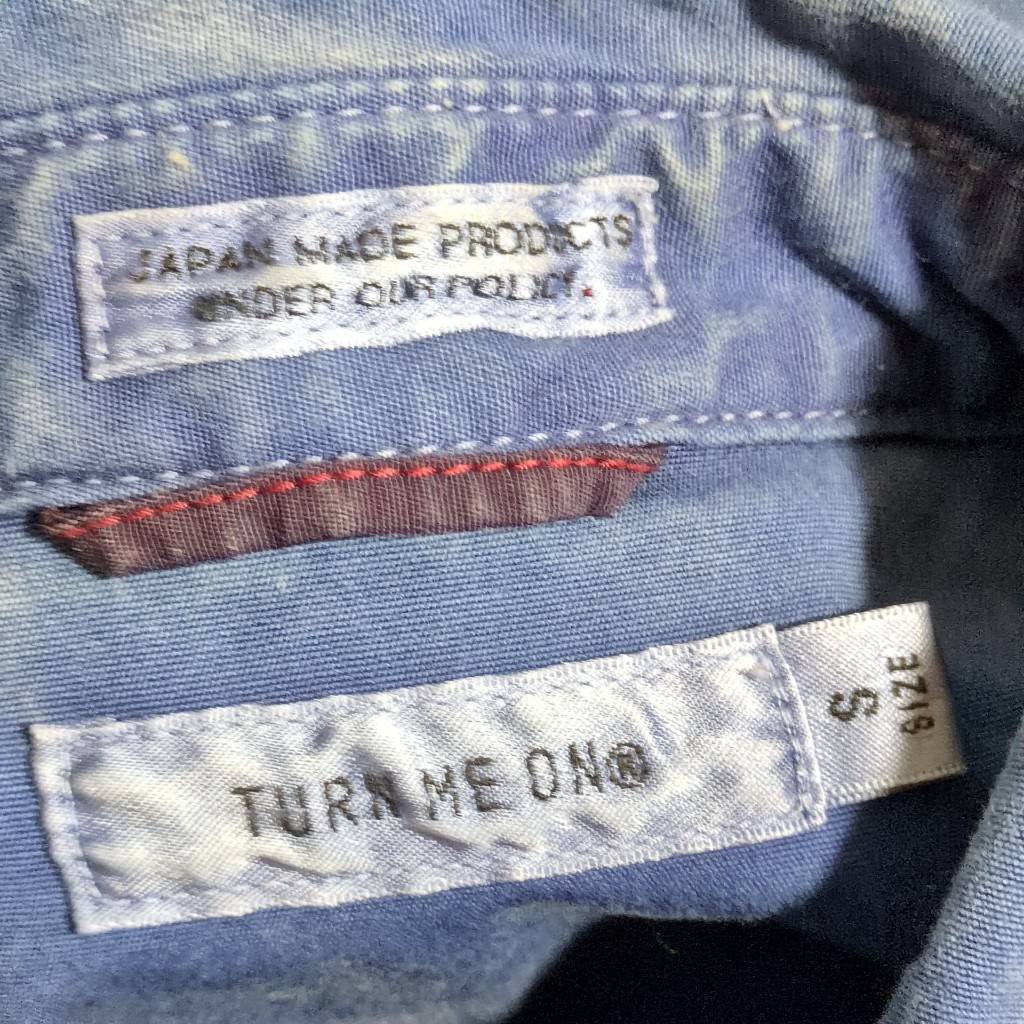 JAPAN MADE PRODUCTS
UNDER OUR POLICY.
TURN ME ON®
S
SIZE